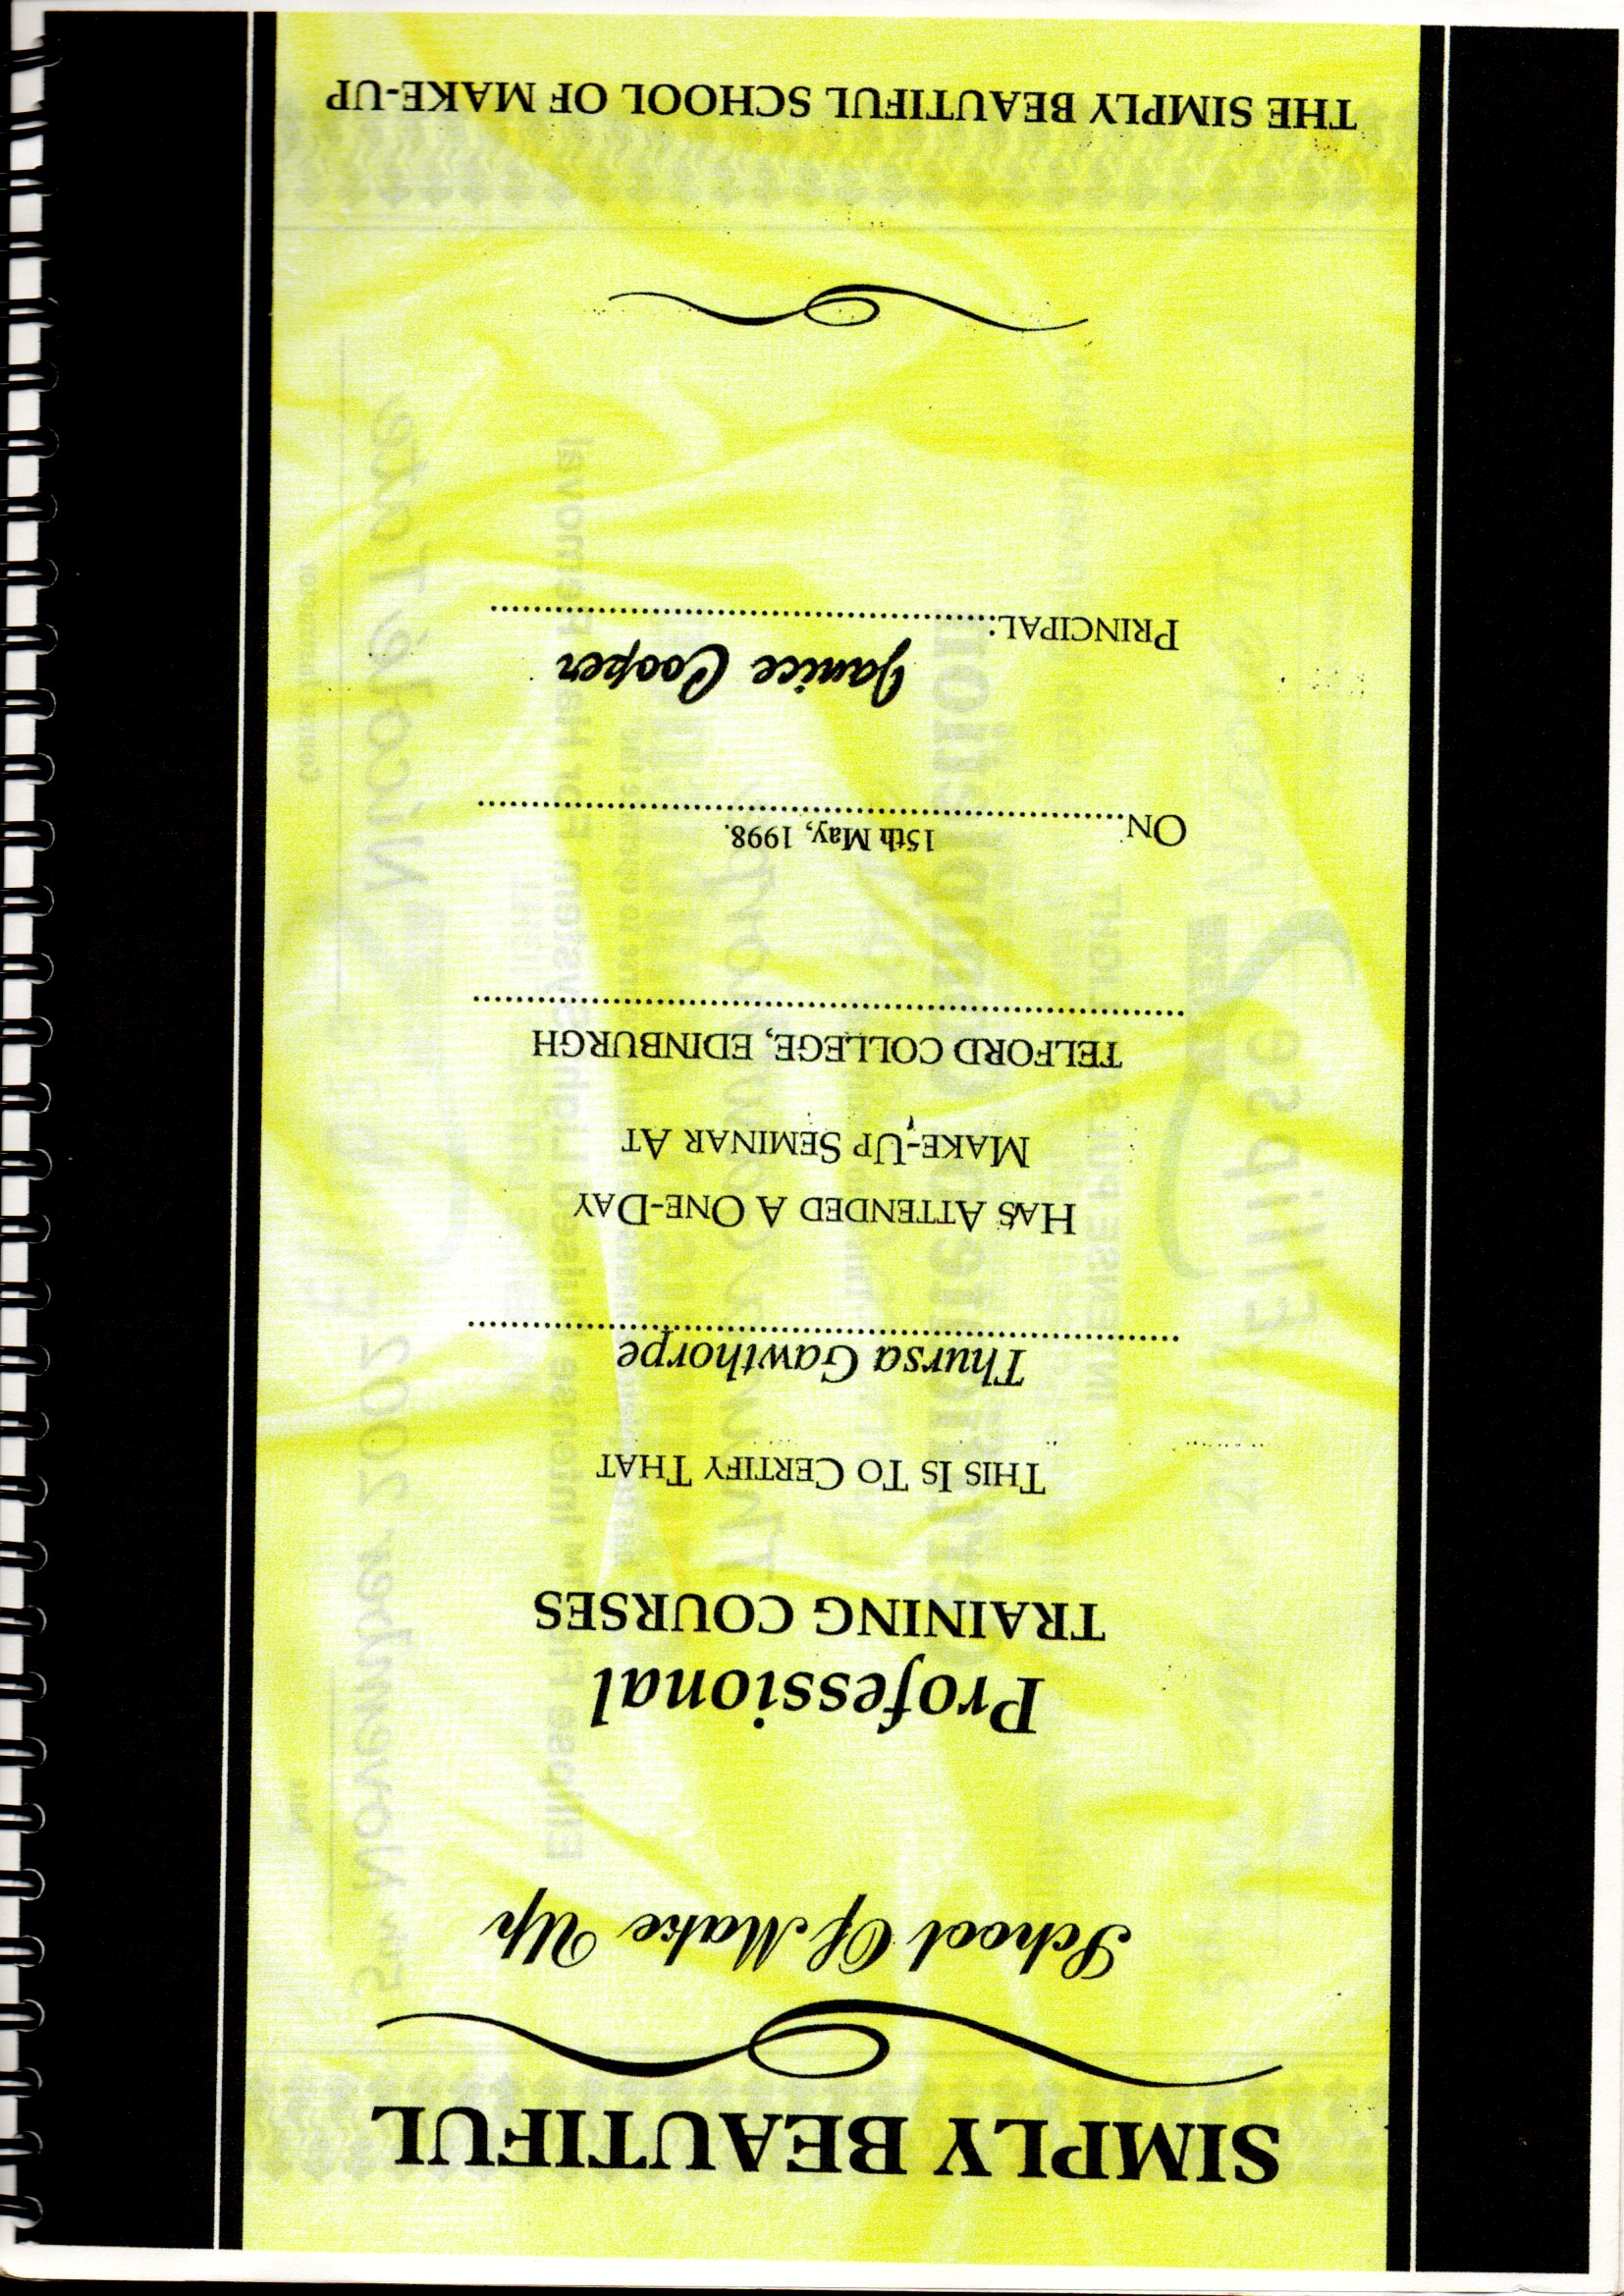 SIMPLY BEAUTIFUL
School Of Make Up
Professional
TRAINING COURSES
THIS IS TO CERTIFY THAT
Thursa Gawthorpe
HAS ATTENDED A ONE-DAY
MAKE-UP SEMINAR AT
TELFORD COLLEGE, EDINBURGH
ON 15th May, 1998.
PRINCIPAL: Janice Cooper
THE SIMPLY BEAUTIFUL SCHOOL OF MAKE-UP